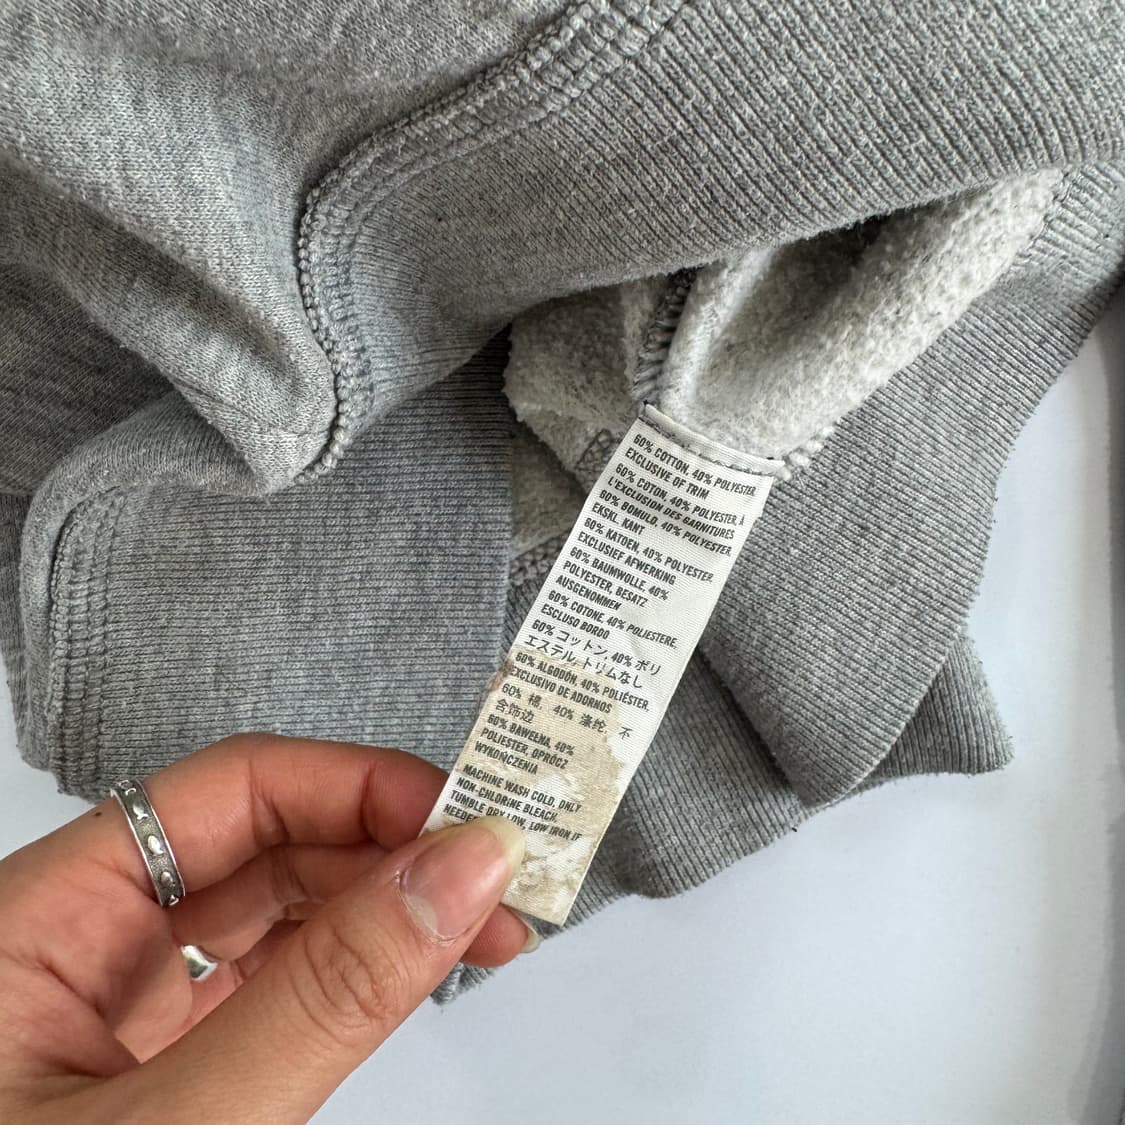 60% COTTON, 40% POLYESTER
EXCLUSIVE OF TRIM
60% COTON, 40% POLYESTER, À
L'EXCLUSION DES GARNITURES
60% BOMULD, 40% POLYESTER
EKSKL. KANT
60% KATOEN, 40% POLYESTER
EXCLUSIEF AFWERKING
60% BAUMWOLLE, 40%
POLYESTER, BESATZ
AUSGENOMMEN
60% COTONE, 40% POLIESTERE,
ESCLUSO BORDO
60% コットン, 40% ポリ
エステル, トリムなし
60% ALGODÓN, 40% POLIÉSTER,
EXCLUSIVO DE ADORNOS
60% 棉, 40% 涤纶, 不
含饰边
60% BAWEŁNA, 40%
POLIESTER, OPRÓCZ
WYKOŃCZENIA
MACHINE WASH COLD, ONLY
NON-CHLORINE BLEACH,
TUMBLE DRY LOW, LOW IRON IF